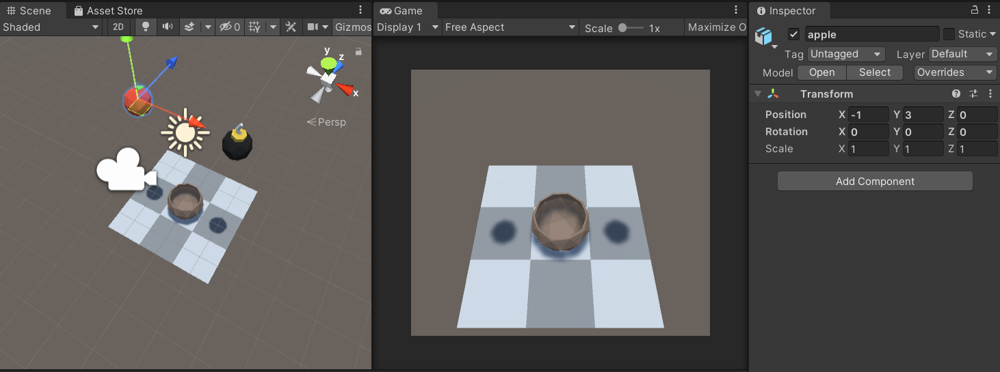 Scene Asset Store
Shaded 2D 0 Gizmos
y
z
x
Persp
Game
Display 1 Free Aspect Scale 1x Maximize O
Inspector
apple Static
Tag Untagged Layer Default
Model Open Select Overrides
Transform
Position X -1 Y 3 Z 0
Rotation X 0 Y 0 Z 0
Scale X 1 Y 1 Z 1
Add Component